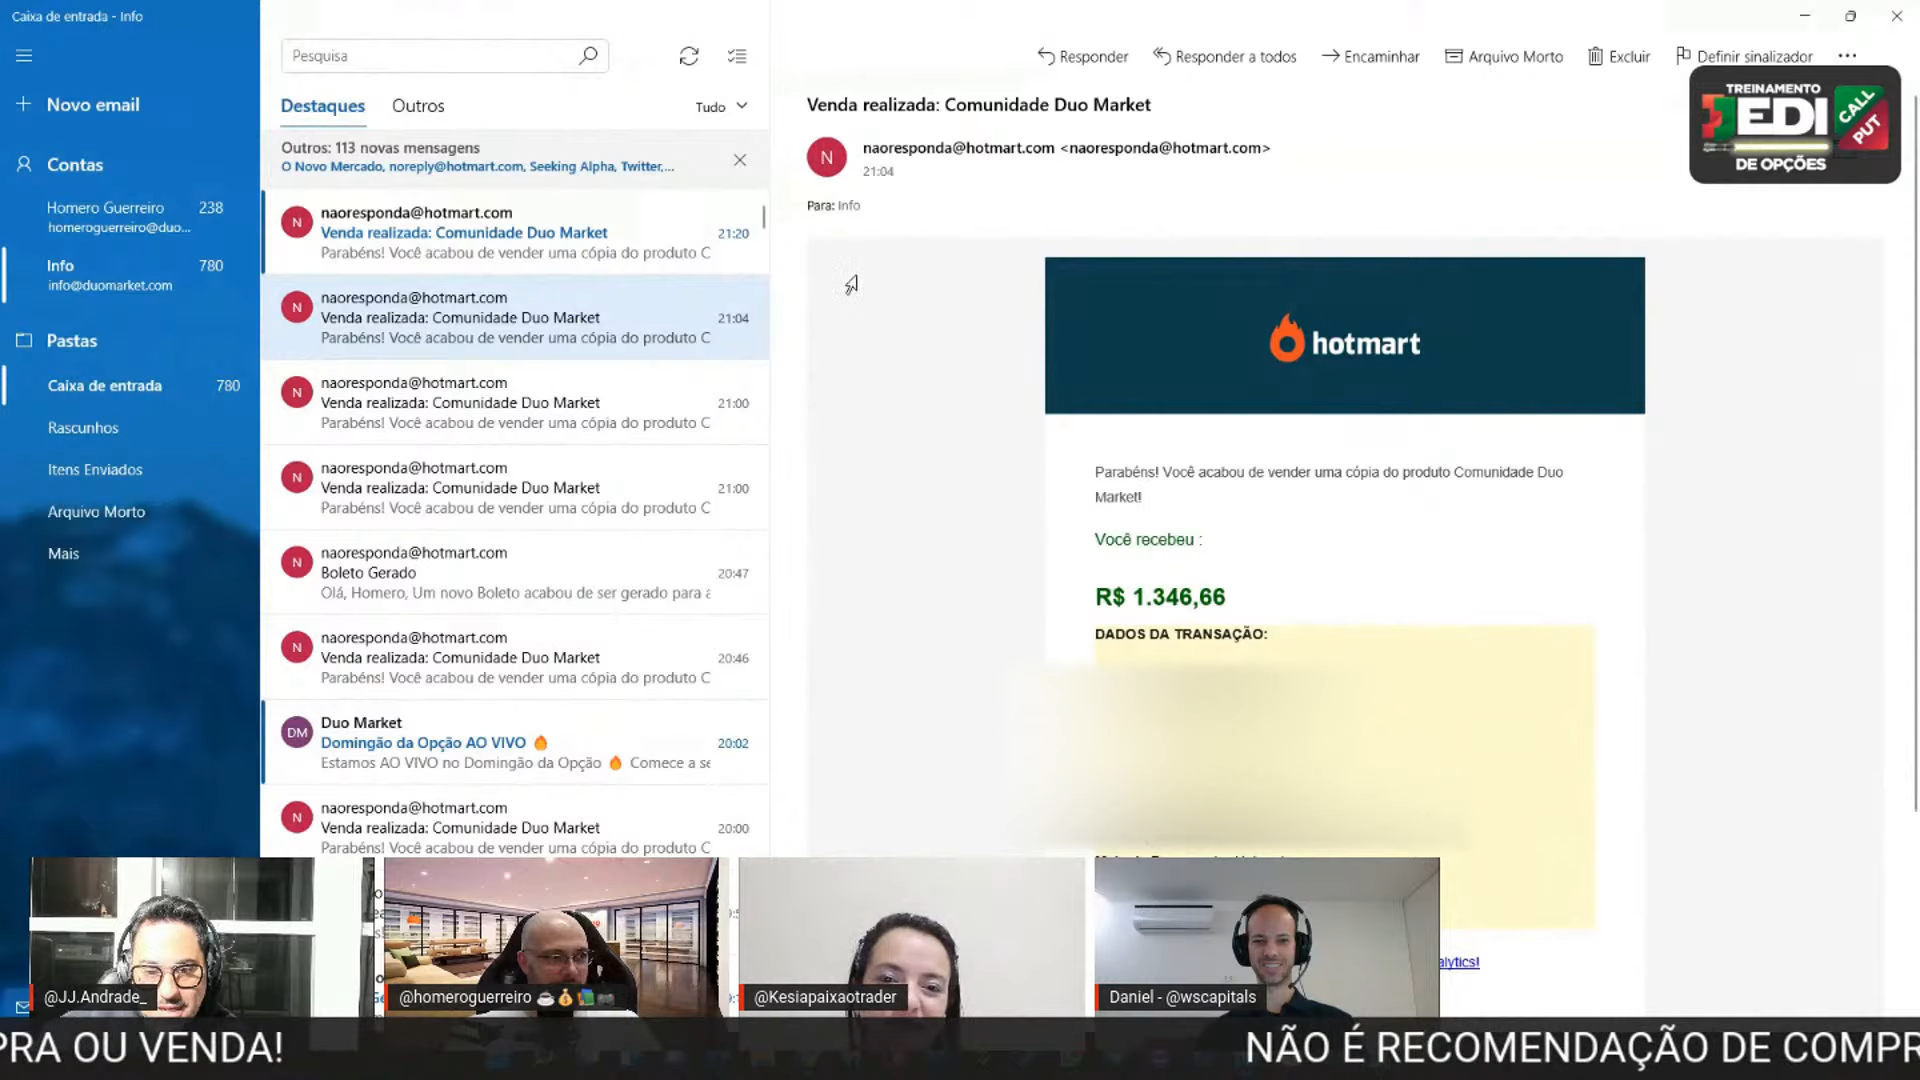 Caixa de entrada - Info
Novo email
Contas
Homero Guerreiro 238
homeroguerreiro@duo...
Info 780
info@duomarket.com
Pastas
Caixa de entrada 780
Rascunhos
Itens Enviados
Arquivo Morto
Mais
Pesquisa
Destaques Outros Tudo
Outros: 113 novas mensagens
O Novo Mercado, noreply@hotmart.com, Seeking Alpha, Twitter,...
N
naoresponda@hotmart.com
Venda realizada: Comunidade Duo Market 21:20
Parabéns! Você acabou de vender uma cópia do produto C
N
naoresponda@hotmart.com
Venda realizada: Comunidade Duo Market 21:04
Parabéns! Você acabou de vender uma cópia do produto C
N
naoresponda@hotmart.com
Venda realizada: Comunidade Duo Market 21:00
Parabéns! Você acabou de vender uma cópia do produto C
N
naoresponda@hotmart.com
Venda realizada: Comunidade Duo Market 21:00
Parabéns! Você acabou de vender uma cópia do produto C
N
naoresponda@hotmart.com
Boleto Gerado 20:47
Olá, Homero, Um novo Boleto acabou de ser gerado para a
N
naoresponda@hotmart.com
Venda realizada: Comunidade Duo Market 20:46
Parabéns! Você acabou de vender uma cópia do produto C
DM
Duo Market
Domingão da Opção AO VIVO 🔥 20:02
Estamos AO VIVO no Domingão da Opção 🔥 Comece a se
N
naoresponda@hotmart.com
Venda realizada: Comunidade Duo Market 20:00
Parabéns! Você acabou de vender uma cópia do produto C
Responder Responder a todos Encaminhar Arquivo Morto Excluir Definir sinalizador ...
Venda realizada: Comunidade Duo Market
N
naoresponda@hotmart.com <naoresponda@hotmart.com>
21:04
Para: Info
TREINAMENTO
JEDI
DE OPÇÕES
CALL
PUT
hotmart
Parabéns! Você acabou de vender uma cópia do produto Comunidade Duo
Market!
Você recebeu :
R$ 1.346,66
DADOS DA TRANSAÇÃO:
alytics!
@JJ.Andrade_
@homeroguerreiro
@Kesiapaixaotrader
Daniel - @wscapitals
PRA OU VENDA! NÃO É RECOMENDAÇÃO DE COMPR